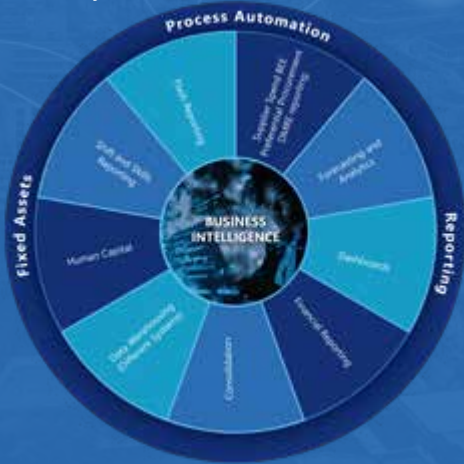 Process Automation
Supplier Spend BEE
Preferential Procurement
Forecasting and
Analytics
Reporting
Dashboards
Financial Reporting
Consolidation
Data Warehousing
(Different Systems)
Human Capital
Fixed Assets
Shift and Skills
Reporting
Reporting
BUSINESS
INTELLIGENCE